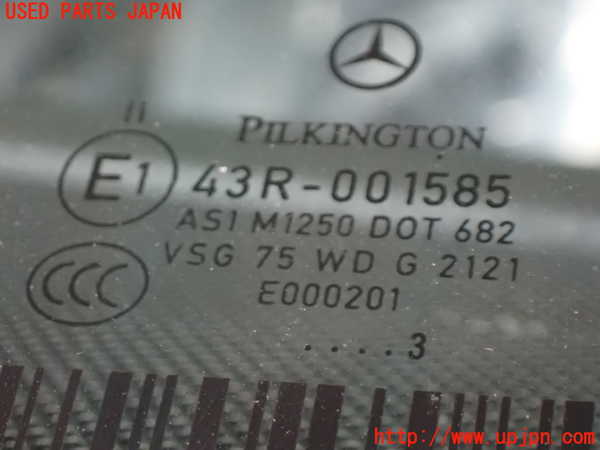 USED PARTS JAPAN
II
PILKINGTON
E1 43R-001585
AS1 M1250 DOT 682
CCC VSG 75 WD G 2121
E000201
.....3
http://www.upjpn.com